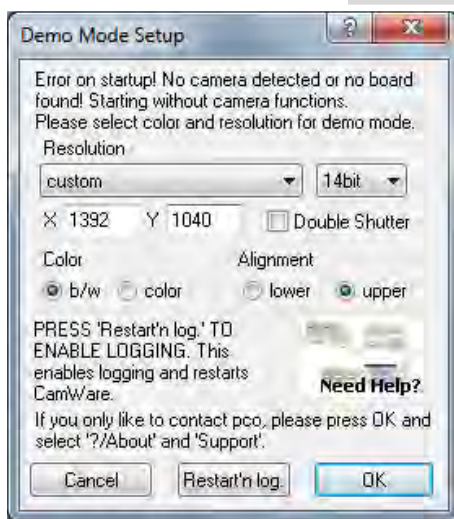 Demo Mode Setup
Error on startup! No camera detected or no board
found! Starting without camera functions.
Please select color and resolution for demo mode.
Resolution
custom 14bit
X 1392 Y 1040 Double Shutter
Color Alignment
b/w color lower upper
PRESS 'Restart'n log.' TO
ENABLE LOGGING. This
enables logging and restarts
CamWare.
Need Help?
If you only like to contact pco, please press OK and
select '?/About' and 'Support'.
Cancel Restart'n log. OK